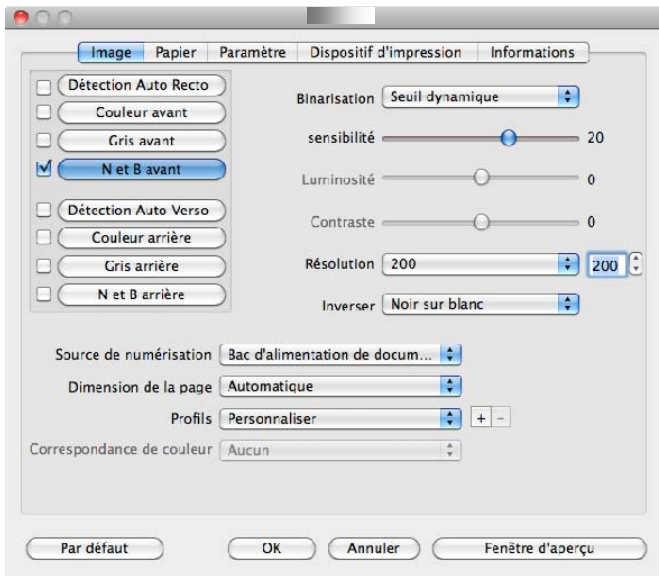 Image Papier Paramètre Dispositif d'impression Informations
Détection Auto Recto
Couleur avant
Gris avant
N et B avant
Détection Auto Verso
Couleur arrière
Gris arrière
N et B arrière
Binarisation Seuil dynamique
sensibilité 20
Luminosité 0
Contraste 0
Résolution 200 200
Inverser Noir sur blanc
Source de numérisation Bac d'alimentation de docum...
Dimension de la page Automatique
Profils Personnaliser + -
Correspondance de couleur Aucun
Par défaut OK Annuler Fenêtre d'aperçu